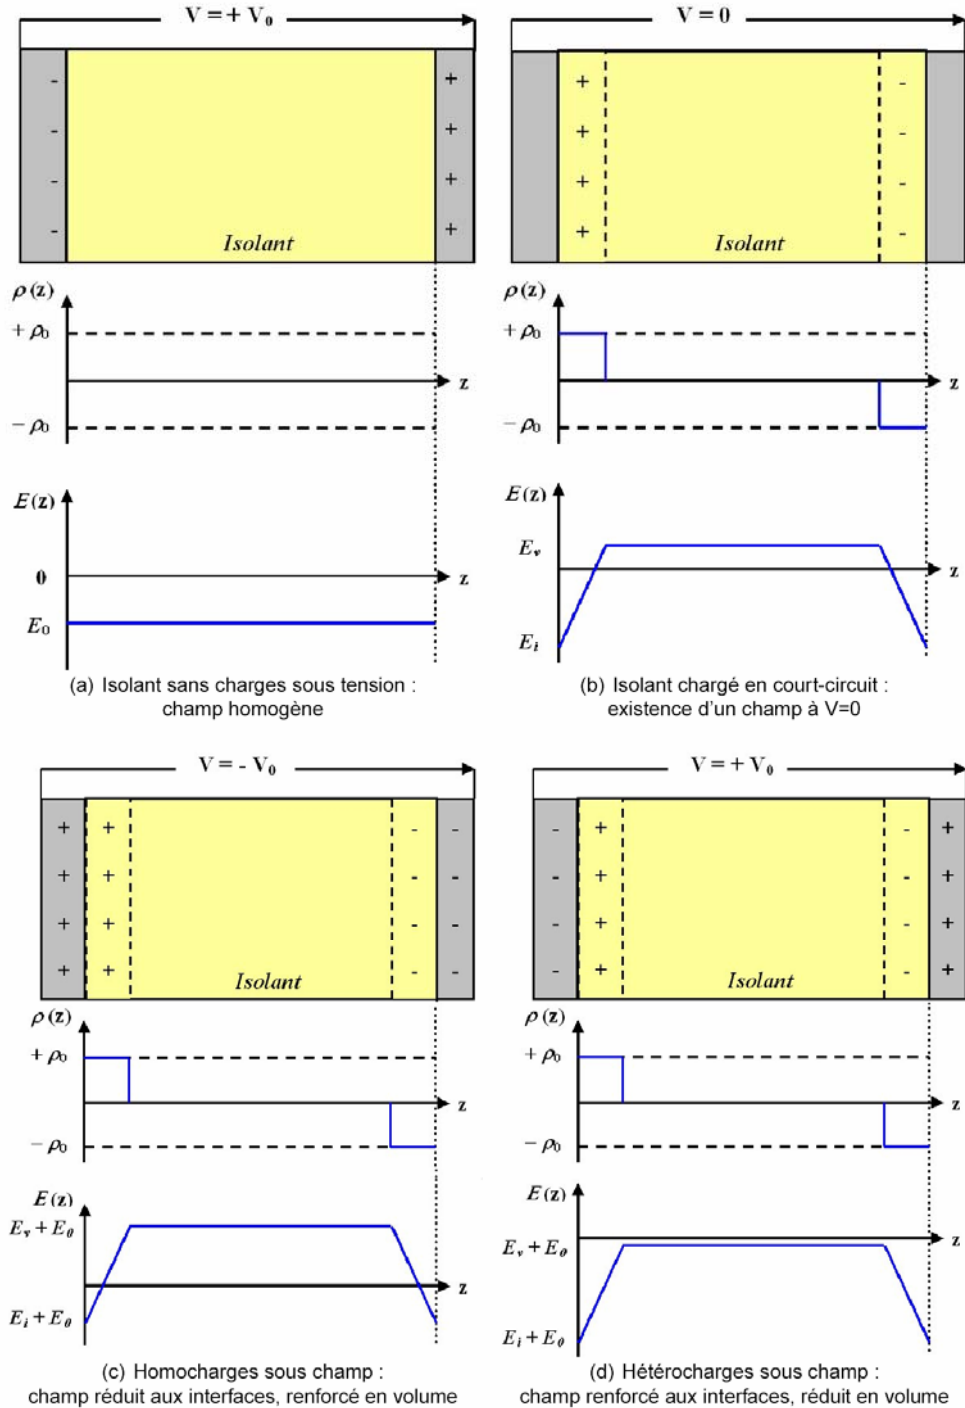 V = + V₀
- +
- +
- +
- +
Isolant
ρ(z)
+ ρ₀
z
− ρ₀
E(z)
0
z
E₀
(a) Isolant sans charges sous tension :
champ homogène
V = 0
+ -
+ -
+ -
+ -
Isolant
ρ(z)
+ ρ₀
z
− ρ₀
E(z)
Eᵥ
z
Eᵢ
(b) Isolant chargé en court-circuit :
existence d'un champ à V=0
V = - V₀
+ + - -
+ + - -
+ + - -
+ + - -
Isolant
ρ(z)
+ ρ₀
z
− ρ₀
E(z)
Eᵥ + E₀
z
Eᵢ + E₀
(c) Homocharges sous champ :
champ réduit aux interfaces, renforcé en volume
V = + V₀
- + - +
- + - +
- + - +
- + - +
Isolant
ρ(z)
+ ρ₀
z
− ρ₀
E(z)
z
Eᵥ + E₀
Eᵢ + E₀
(d) Hétérocharges sous champ :
champ renforcé aux interfaces, réduit en volume